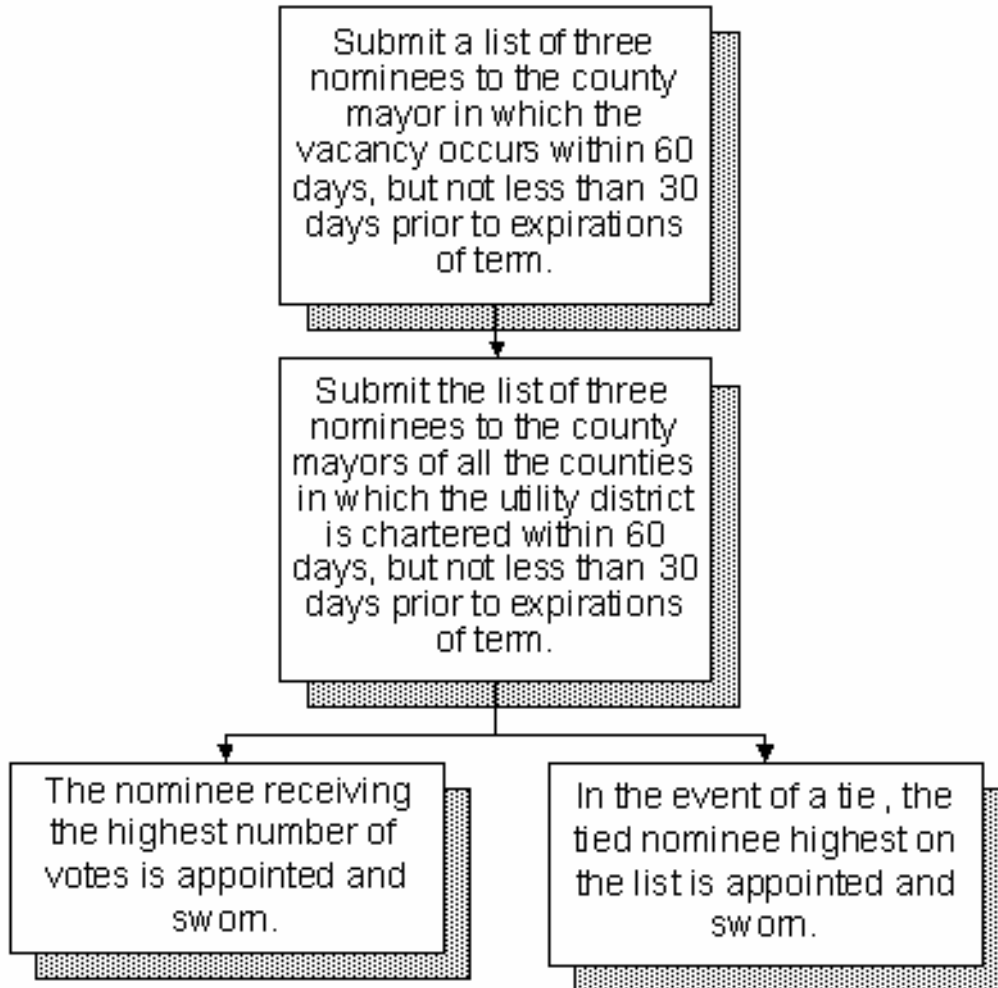 Submit a list of three
nominees to the county
mayor in which the
vacancy occurs within 60
days, but not less than 30
days prior to expirations
of term.
Submit the list of three
nominees to the county
mayors of all the counties
in which the utility district
is chartered within 60
days, but not less than 30
days prior to expirations
of term.
The nominee receiving
the highest number of
votes is appointed and
sworn.
In the event of a tie , the
tied nominee highest on
the list is appointed and
sworn.